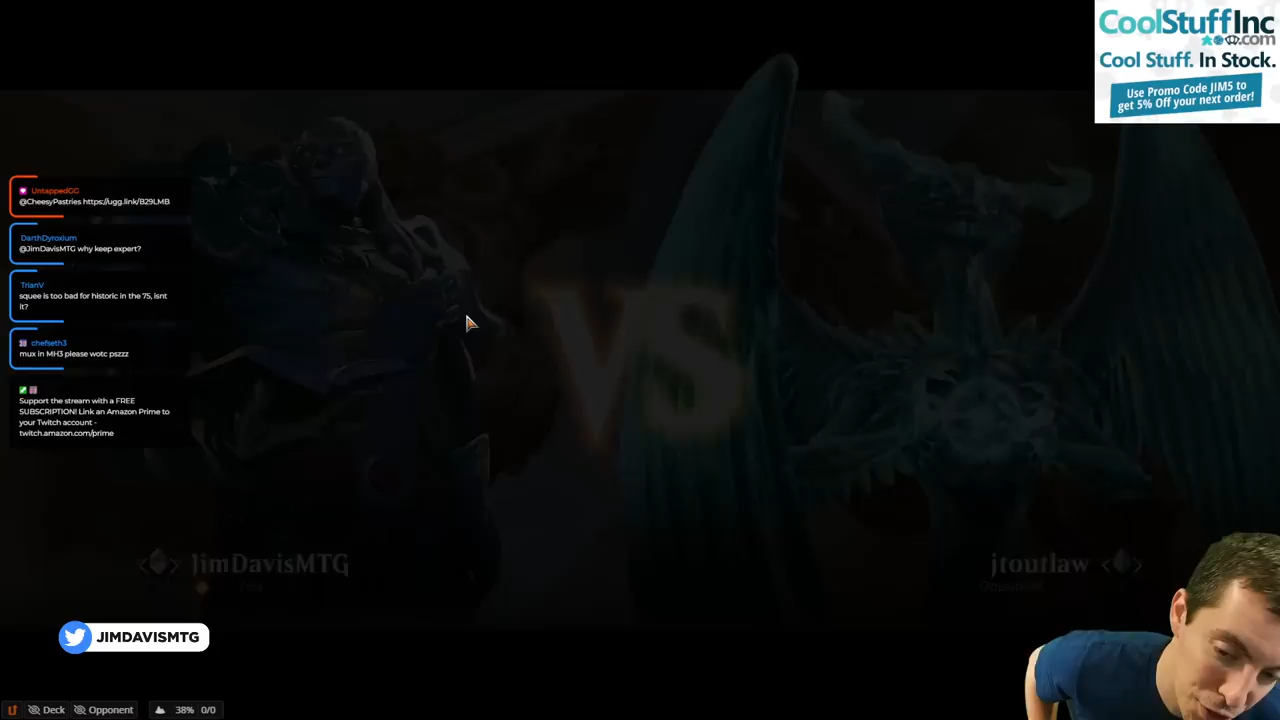 CoolStuffInc
.com
Cool Stuff. In Stock.
Use Promo Code JIM5 to
get 5% Off your next order!
UntappedGG
@CheesyPastries https://ugg.link/B29LMB
DarthDyroxium
@JimDavisMTG why keep expert?
TrianV
squee is too bad for historic in the 75, isnt
it?
chefseth3
mux in MH3 please wotc pszzz
Support the stream with a FREE
SUBSCRIPTION! Link an Amazon Prime to
your Twitch account -
twitch.amazon.com/prime
VS
JimDavisMTG
jtoutlaw
Opponent
JIMDAVISMTG
Deck
Opponent
38% 0/0